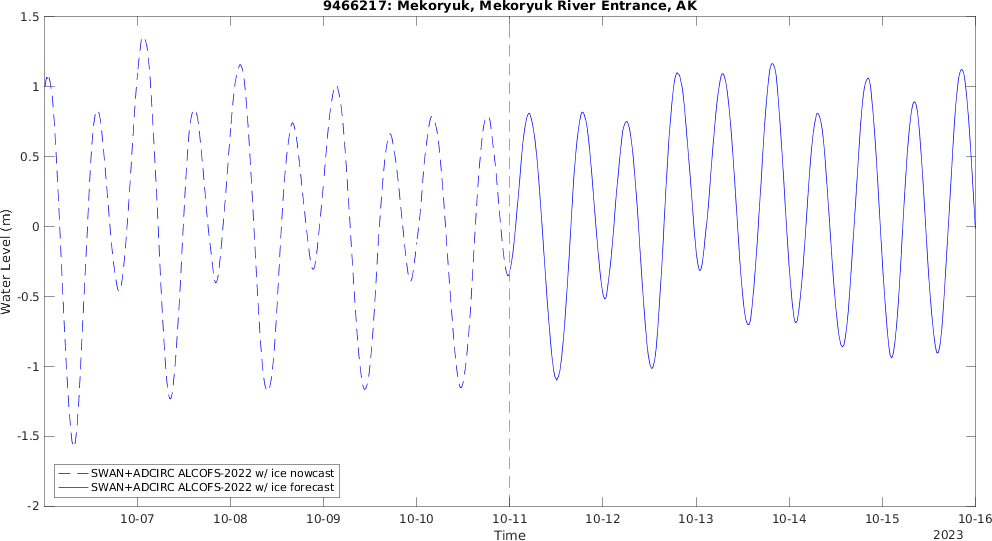 9466217: Mekoryuk, Mekoryuk River Entrance, AK
1.5
1
0.5
0
-0.5
-1
-1.5
-2
Water Level (m)
SWAN+ADCIRC ALCOFS-2022 w/ ice nowcast
SWAN+ADCIRC ALCOFS-2022 w/ ice forecast
10-07 10-08 10-09 10-10 10-11 10-12 10-13 10-14 10-15 10-16
Time
2023